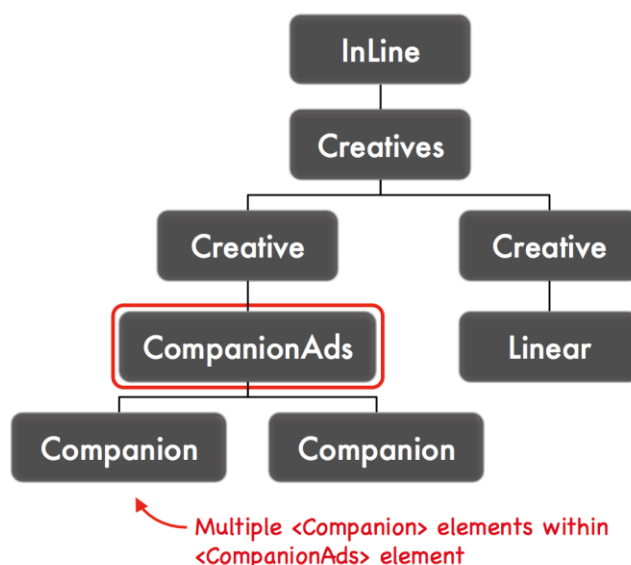 InLine
Creatives
Creative
Creative
CompanionAds
Linear
Companion
Companion
Multiple <Companion> elements within
<CompanionAds> element